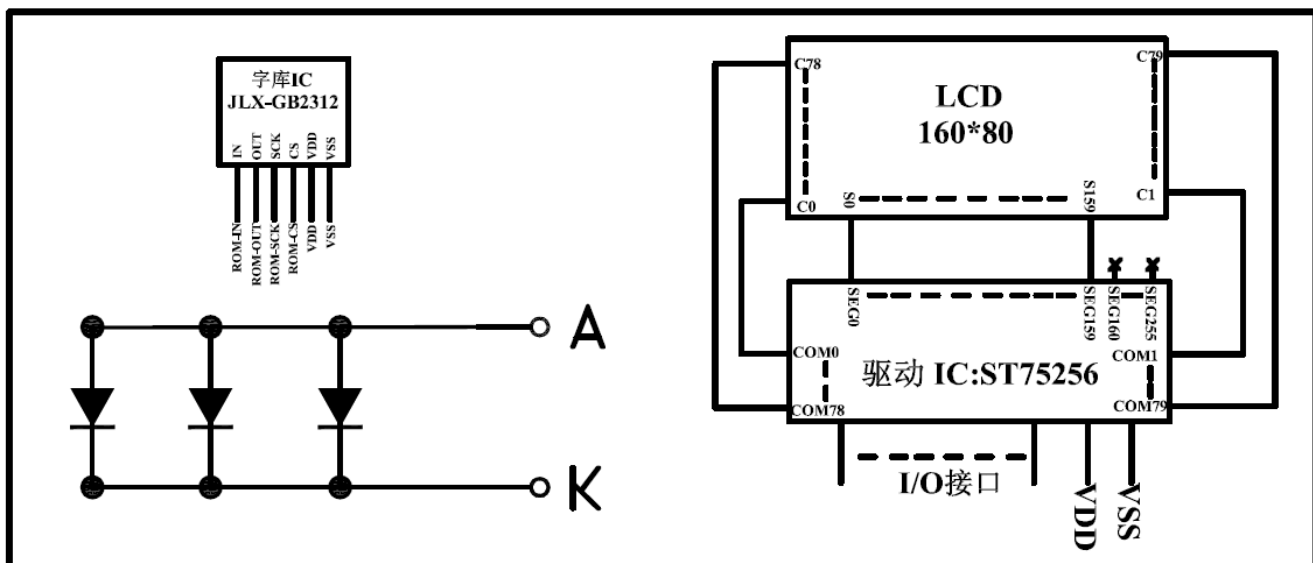 字库IC
JLX-GB2312
IN
OUT
SCK
CS
VDD
VSS
ROM-IN
ROM-OUT
ROM-SCK
ROM-CS
VDD
VSS
A
K
C78
C79
LCD
160*80
C0
S0
S159
C1
SEG0
SEG159
SEG160
SEG255
COM0
COM1
驱动 IC:ST75256
COM78
COM79
I/O接口
VDD
VSS